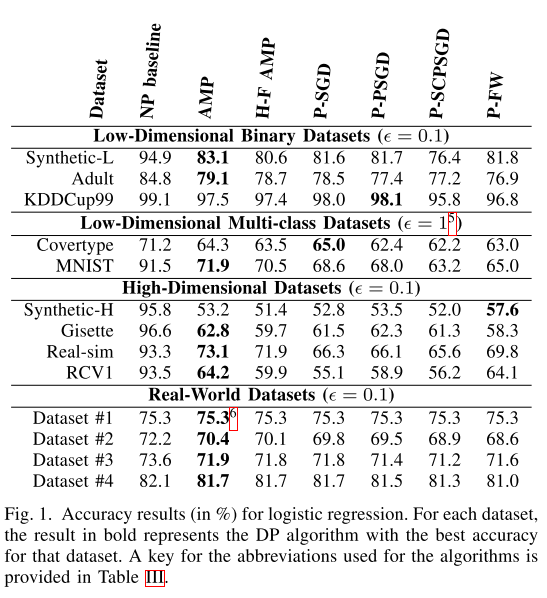 Dataset NP baseline AMP H-F AMP P-SGD P-PSGD P-SCPSGD P-FW
Low-Dimensional Binary Datasets (ϵ = 0.1)
Synthetic-L 94.9 83.1 80.6 81.6 81.7 76.4 81.8
Adult 84.8 79.1 78.7 78.5 77.4 77.2 76.9
KDDCup99 99.1 97.5 97.4 98.0 98.1 95.8 96.8
Low-Dimensional Multi-class Datasets (ϵ = 1⁵)
Covertype 71.2 64.3 63.5 65.0 62.4 62.2 63.0
MNIST 91.5 71.9 70.5 68.6 68.0 63.2 65.0
High-Dimensional Datasets (ϵ = 0.1)
Synthetic-H 95.8 53.2 51.4 52.8 53.5 52.0 57.6
Gisette 96.6 62.8 59.7 61.5 62.3 61.3 58.3
Real-sim 93.3 73.1 71.9 66.3 66.1 65.6 69.8
RCV1 93.5 64.2 59.9 55.1 58.9 56.2 64.1
Real-World Datasets (ϵ = 0.1)
Dataset #1 75.3 75.3⁶ 75.3 75.3 75.3 75.3 75.3
Dataset #2 72.2 70.4 70.1 69.8 69.5 68.9 68.6
Dataset #3 73.6 71.9 71.8 71.8 71.4 71.2 71.6
Dataset #4 82.1 81.7 81.7 81.7 81.5 81.3 81.0
Fig. 1. Accuracy results (in %) for logistic regression. For each dataset,
the result in bold represents the DP algorithm with the best accuracy
for that dataset. A key for the abbreviations used for the algorithms is
provided in Table III.